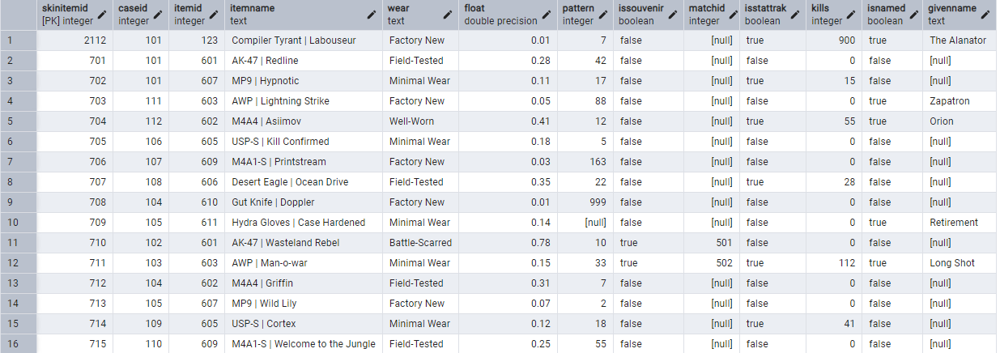 skinitemid caseid itemid itemname wear float pattern issouvenir matchid isstattrak kills isnamed givenname
[PK] integer integer integer text text double precision integer boolean integer boolean integer boolean text
1 2112 101 123 Compiler Tyrant | Labouseur Factory New 0.01 7 false [null] true 900 true The Alanator
2 701 101 601 AK-47 | Redline Field-Tested 0.28 42 false [null] false 0 false [null]
3 702 101 607 MP9 | Hypnotic Minimal Wear 0.11 17 false [null] true 15 false [null]
4 703 111 603 AWP | Lightning Strike Factory New 0.05 88 false [null] false 0 true Zapatron
5 704 112 602 M4A4 | Asiimov Well-Worn 0.41 12 false [null] true 55 true Orion
6 705 106 605 USP-S | Kill Confirmed Minimal Wear 0.18 5 false [null] false 0 false [null]
7 706 107 609 M4A1-S | Printstream Factory New 0.03 163 false [null] false 0 false [null]
8 707 108 606 Desert Eagle | Ocean Drive Field-Tested 0.35 22 false [null] true 28 false [null]
9 708 104 610 Gut Knife | Doppler Factory New 0.01 999 false [null] false 0 false [null]
10 709 105 611 Hydra Gloves | Case Hardened Minimal Wear 0.14 [null] false [null] false 0 true Retirement
11 710 102 601 AK-47 | Wasteland Rebel Battle-Scarred 0.78 10 true 501 false 0 false [null]
12 711 103 603 AWP | Man-o-war Minimal Wear 0.15 33 true 502 true 112 true Long Shot
13 712 104 602 M4A4 | Griffin Field-Tested 0.31 7 false [null] false 0 false [null]
14 713 105 607 MP9 | Wild Lily Factory New 0.07 2 false [null] false 0 false [null]
15 714 109 605 USP-S | Cortex Minimal Wear 0.12 18 false [null] true 41 false [null]
16 715 110 609 M4A1-S | Welcome to the Jungle Field-Tested 0.25 55 false [null] false 0 false [null]